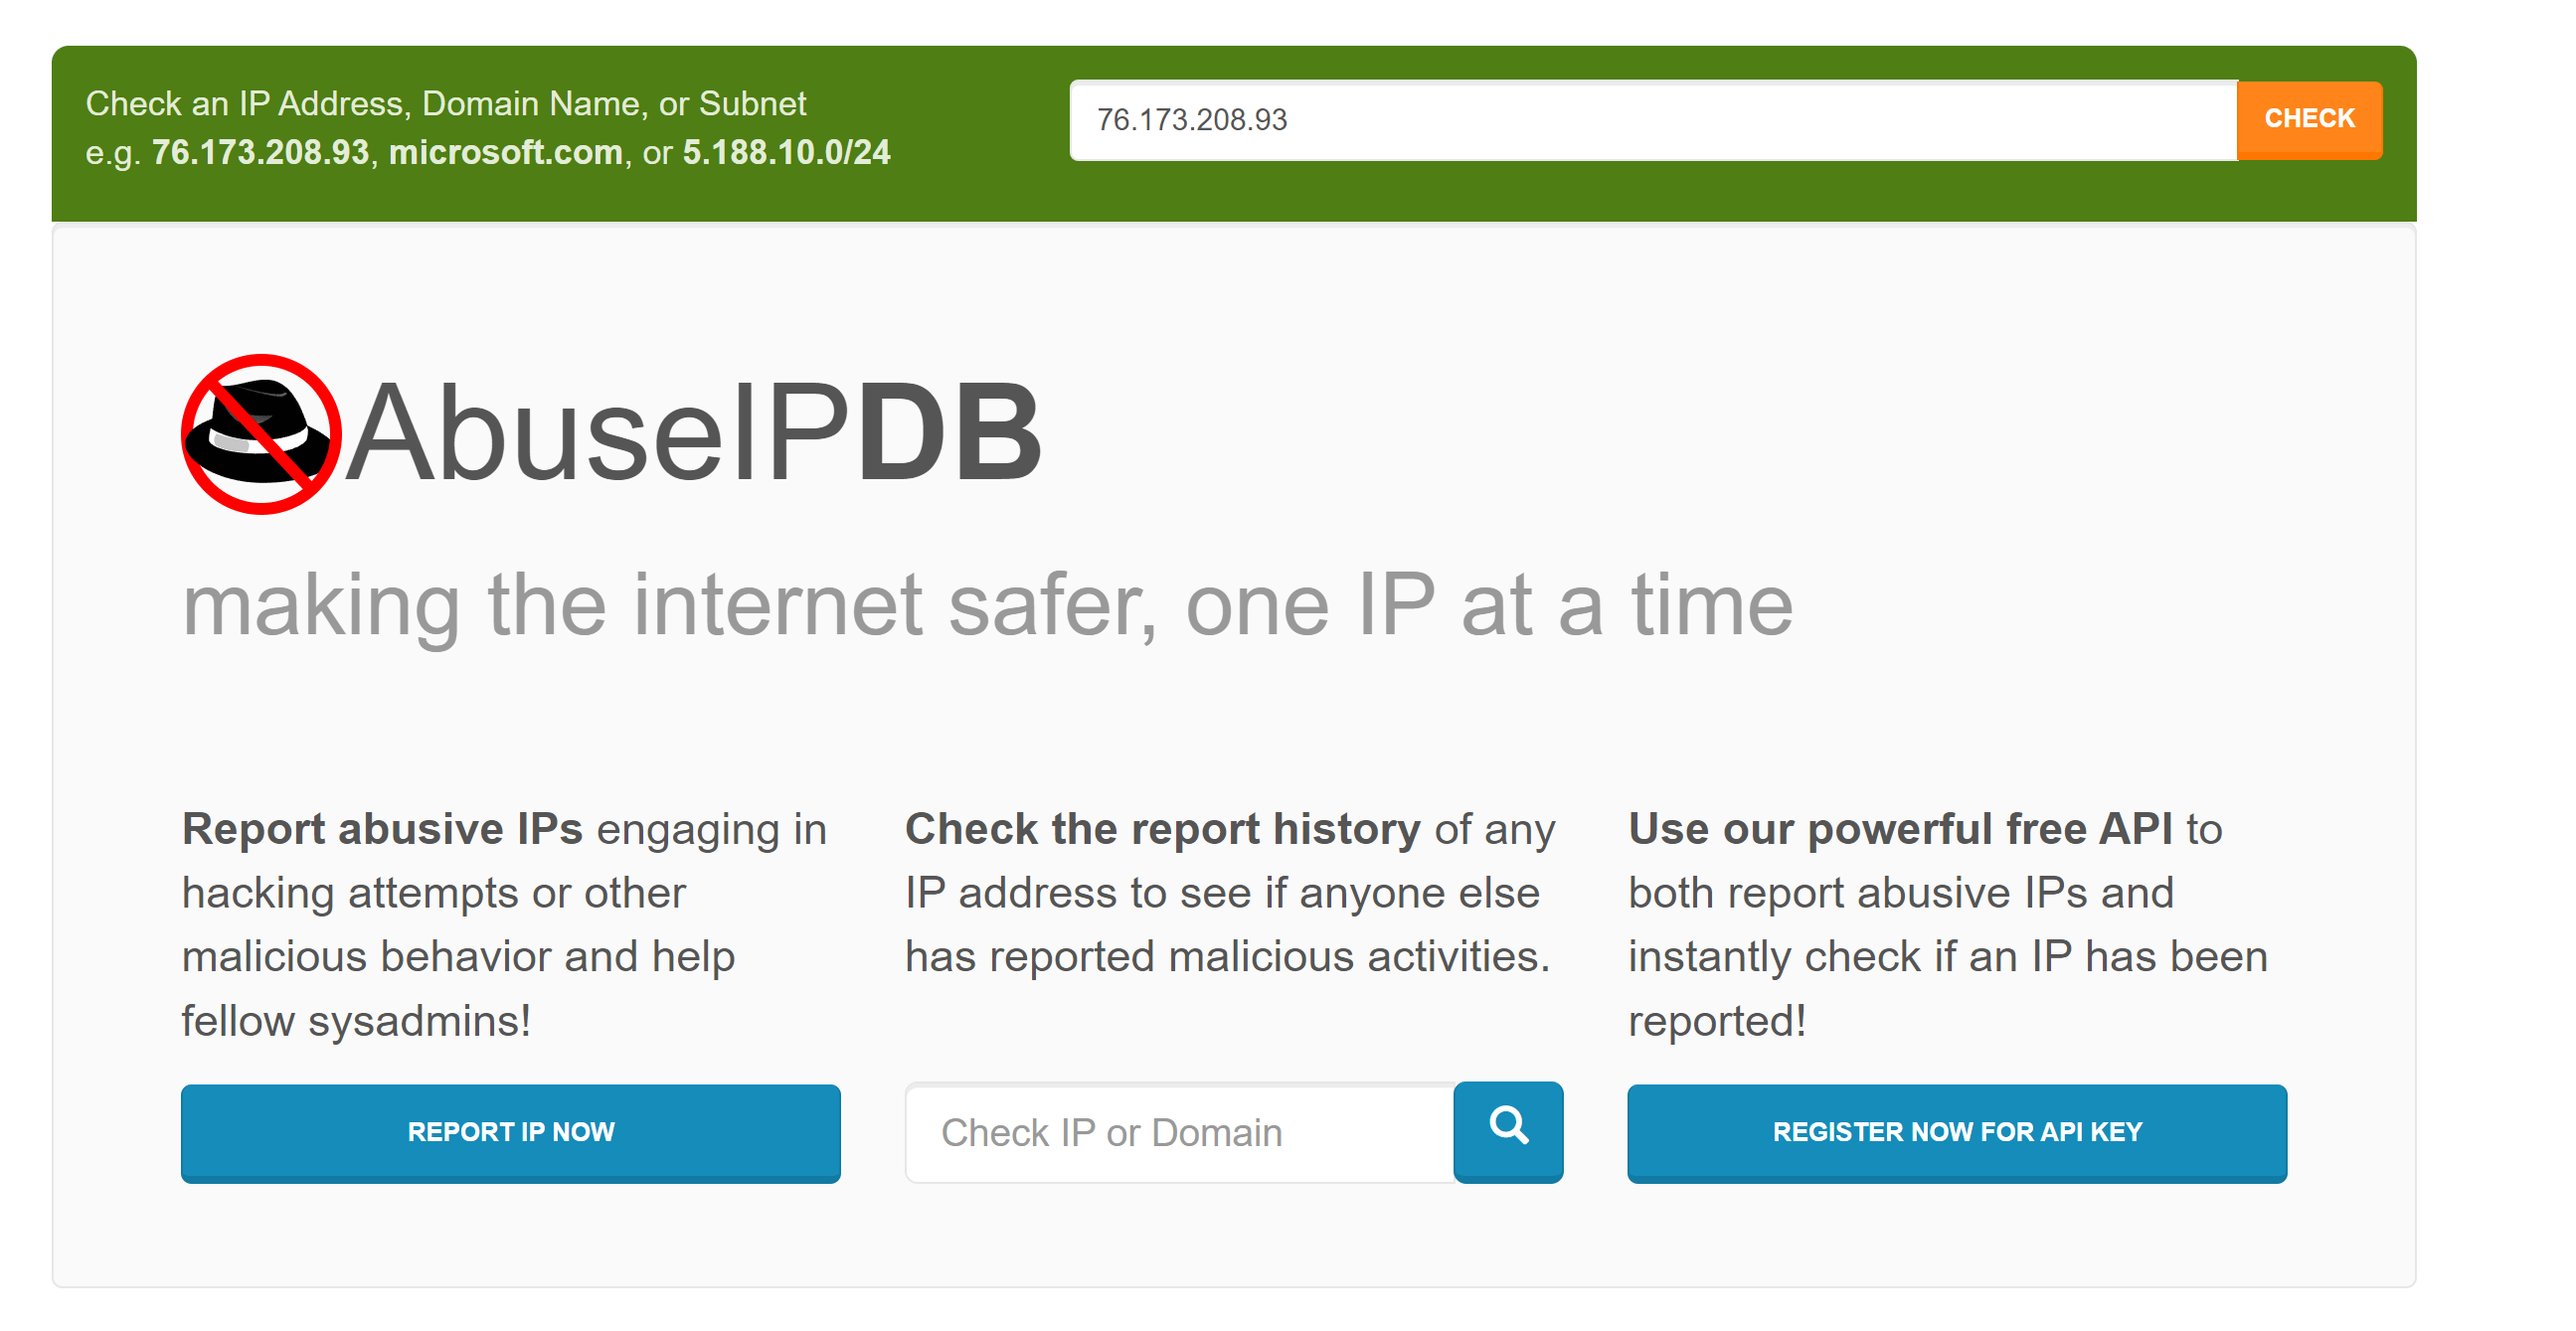 Check an IP Address, Domain Name, or Subnet
e.g. 76.173.208.93, microsoft.com, or 5.188.10.0/24
76.173.208.93
CHECK
AbuseIPDB
making the internet safer, one IP at a time
Report abusive IPs engaging in
hacking attempts or other
malicious behavior and help
fellow sysadmins!
REPORT IP NOW
Check the report history of any
IP address to see if anyone else
has reported malicious activities.
Check IP or Domain
Use our powerful free API to
both report abusive IPs and
instantly check if an IP has been
reported!
REGISTER NOW FOR API KEY